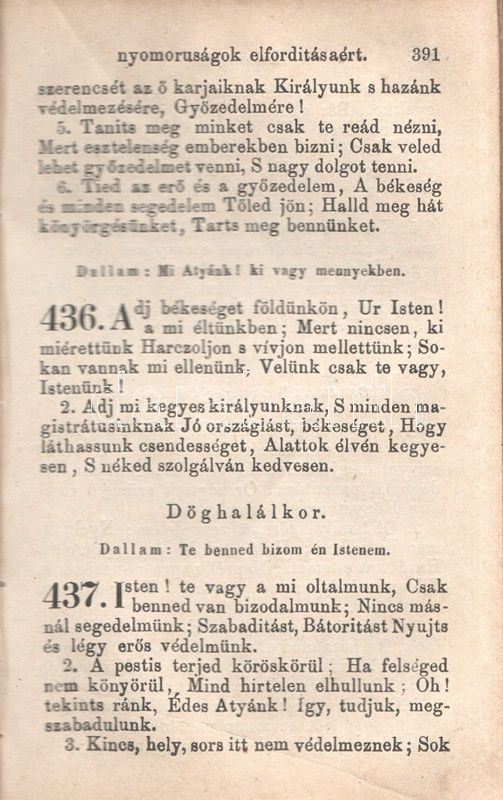 nyomoruságok elforditásaért. 391
szerencsét az ő karjaiknak Királyunk s hazánk
védelmezésére, Győzedelmére !
5. Tanits meg minket csak te reád nézni,
Mert esztelenség emberekben bizni; Csak veled
lehet győzedelmet venni, S nagy dolgot tenni.
6. Tied az erő és a győzedelem, A békeség
és minden segedelem Tőled jön; Halld meg hát
könyörgésünket, Tarts meg bennünket.
Dallam: Mi Atyánk! ki vagy mennyekben.
436. Adj békeséget földünkön, Ur Isten!
a mi éltünkben; Mert nincsen, ki
miérettünk Harczoljon s vívjon mellettünk; So-
kan vannak mi ellenünk, Velünk csak te vagy,
Istenünk!
2. Adj mi kegyes királyunknak, S minden ma-
gistrátusinknak Jó országlást, békeséget, Hogy
láthassunk csendességet, Alattok élvén kegye-
sen, S néked szolgálván kedvesen.
Döghalálkor.
Dallam: Te benned bizom én Istenem.
437. Isten! te vagy a mi oltalmunk, Csak
benned van bizodalmunk; Nincs más-
nál segedelmünk; Szabaditást, Bátoritást Nyujts
és légy erős védelmünk.
2. A pestis terjed köröskörül; Ha felséged
nem könyörül, Mind hirtelen elhullunk; Oh!
tekints ránk, Édes Atyánk! Igy, tudjuk, meg-
szabadulunk.
3. Kincs, hely, sors itt nem védelmeznek; Sok